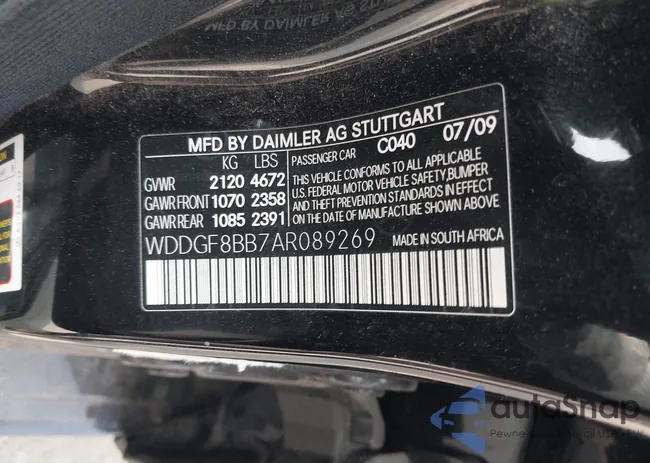 MFD BY DAIMLER AG STUTTGART
KG LBS PASSENGER CAR C040 07/09
GVWR 2120 4672
GAWR FRONT 1070 2358
GAWR REAR 1085 2391
THIS VEHICLE CONFORMS TO ALL APPLICABLE
U.S. FEDERAL MOTOR VEHICLE SAFETY, BUMPER
AND THEFT PREVENTION STANDARDS IN EFFECT
ON THE DATE OF MANUFACTURE SHOWN ABOVE.
WDDGF8BB7AR089269 MADE IN SOUTH AFRICA
autoSnap